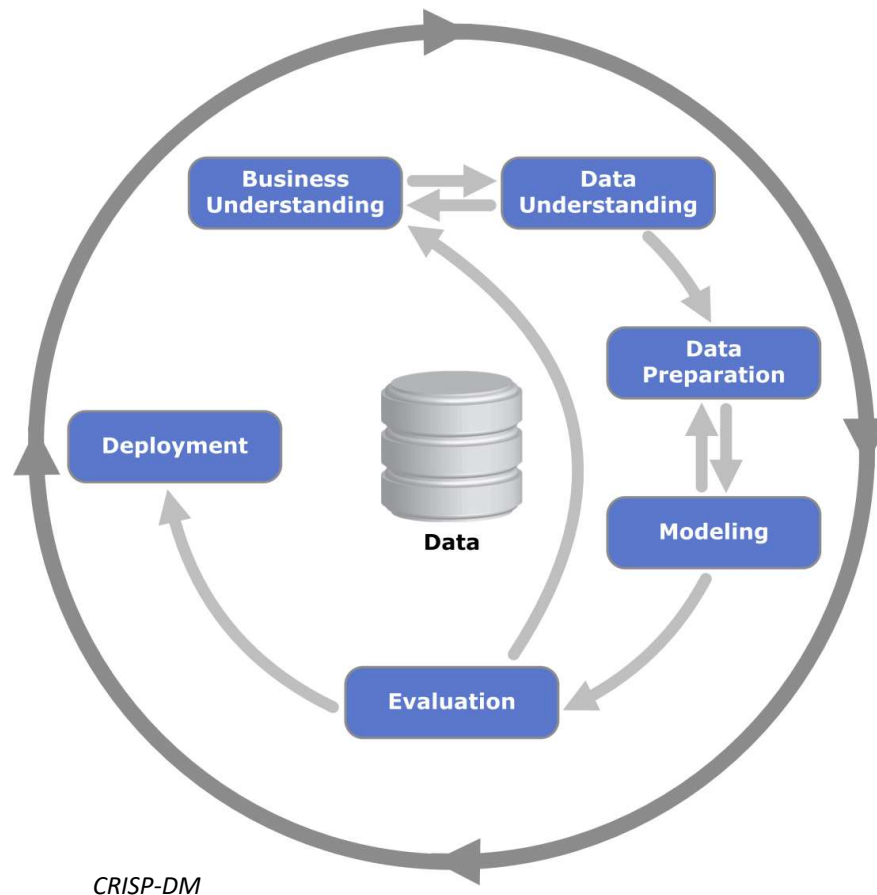 Business
Understanding
Data
Understanding
Data
Preparation
Deployment
Modeling
Data
Evaluation
CRISP-DM